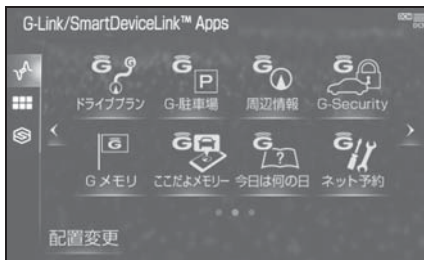 G-Link/SmartDeviceLink™ Apps
ドライブプラン G-駐車場 周辺情報 G-Security
Gメモリ ここだよメモリー 今日は何の日 ネット予約
配置変更